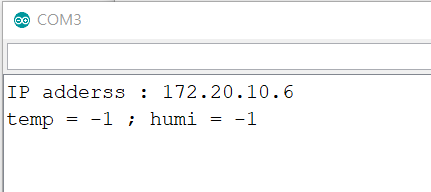 COM3
IP adderss : 172.20.10.6
temp = -1 ; humi = -1